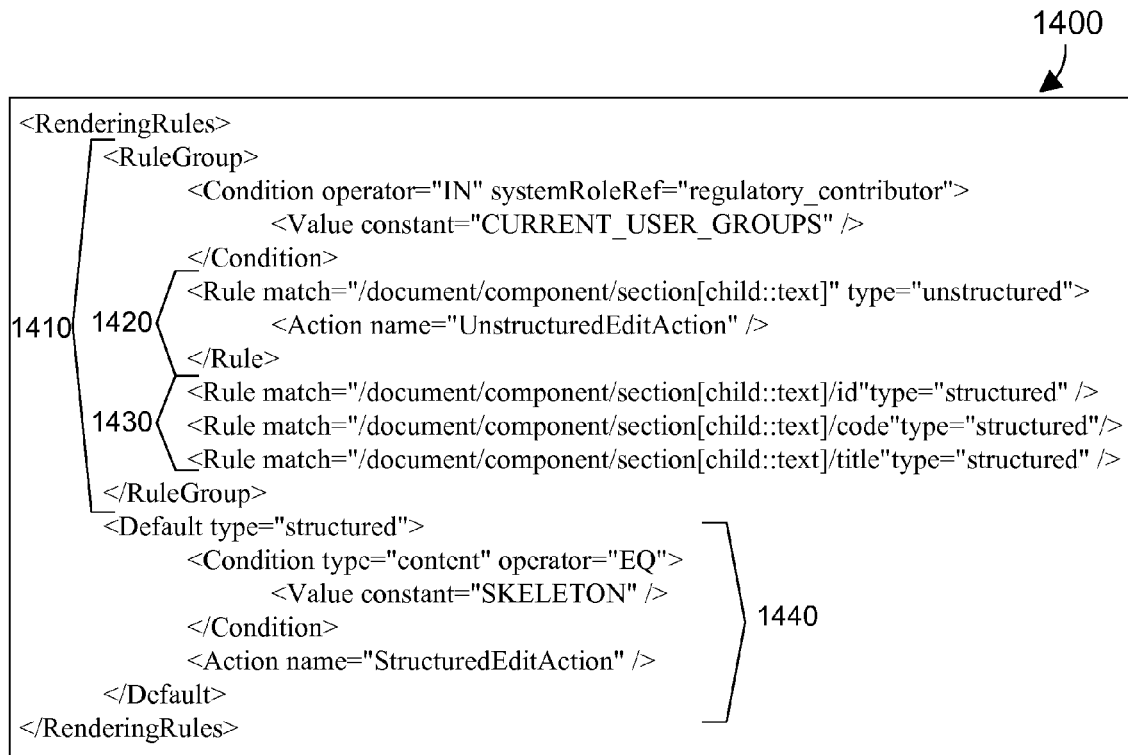 1400
<RenderingRules>
<RuleGroup>
<Condition operator="IN" systemRoleRef="regulatory_contributor">
<Value constant="CURRENT_USER_GROUPS" />
</Condition>
<Rule match="/document/component/section[child::text]" type="unstructured">
1410 1420 <Action name="UnstructuredEditAction" />
</Rule>
<Rule match="/document/component/section[child::text]/id"type="structured" />
1430 <Rule match="/document/component/section[child::text]/code"type="structured"/>
<Rule match="/document/component/section[child::text]/title"type="structured" />
</RuleGroup>
<Default type="structured">
<Condition type="content" operator="EQ">
<Value constant="SKELETON" />
</Condition> 1440
<Action name="StructuredEditAction" />
</Default>
</RenderingRules>